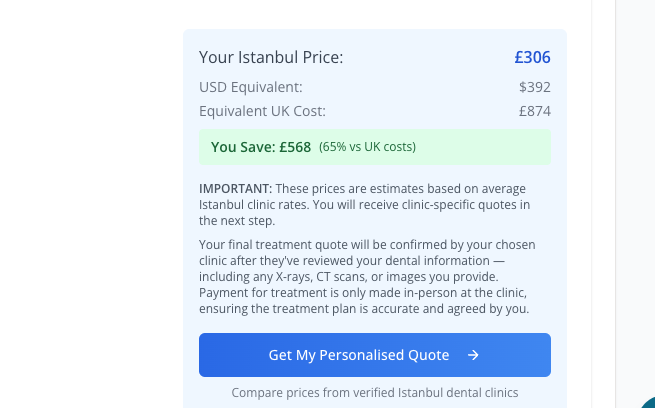 Your Istanbul Price: £306
USD Equivalent: $392
Equivalent UK Cost: £874
You Save: £568 (65% vs UK costs)
IMPORTANT: These prices are estimates based on average
Istanbul clinic rates. You will receive clinic-specific quotes in
the next step.
Your final treatment quote will be confirmed by your chosen
clinic after they've reviewed your dental information —
including any X-rays, CT scans, or images you provide.
Payment for treatment is only made in-person at the clinic,
ensuring the treatment plan is accurate and agreed by you.
Get My Personalised Quote →
Compare prices from verified Istanbul dental clinics